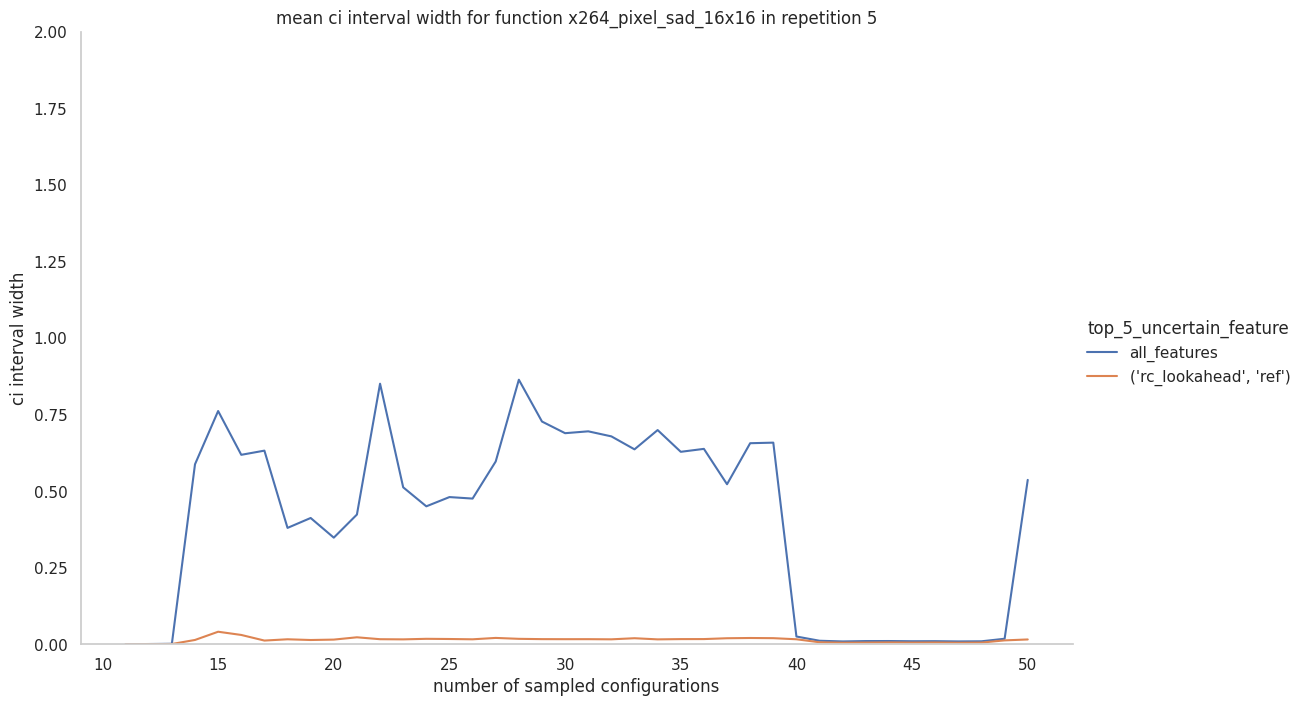 mean ci interval width for function x264_pixel_sad_16x16 in repetition 5
2.00
1.75
1.50
1.25
1.00
0.75
0.50
0.25
0.00
ci interval width
10 15 20 25 30 35 40 45 50
number of sampled configurations
top_5_uncertain_feature
all_features
('rc_lookahead', 'ref')